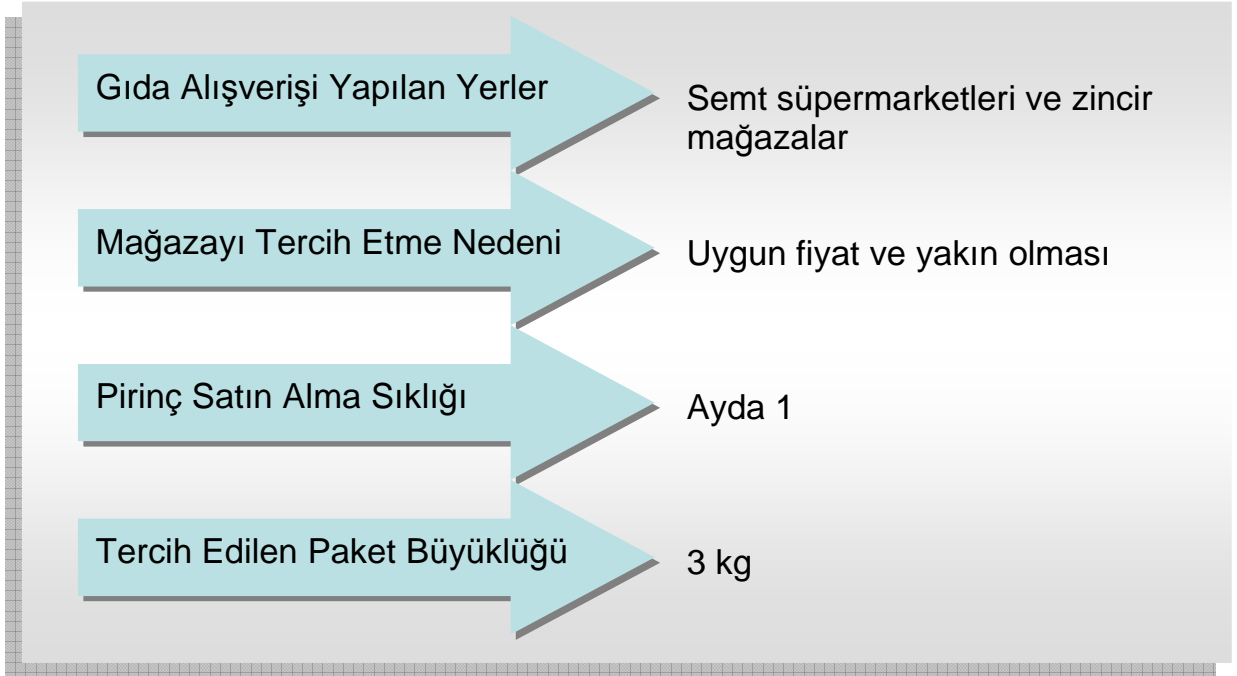 Gıda Alışverişi Yapılan Yerler
Semt süpermarketleri ve zincir
mağazalar
Mağazayı Tercih Etme Nedeni
Uygun fiyat ve yakın olması
Pirinç Satın Alma Sıklığı
Ayda 1
Tercih Edilen Paket Büyüklüğü
3 kg